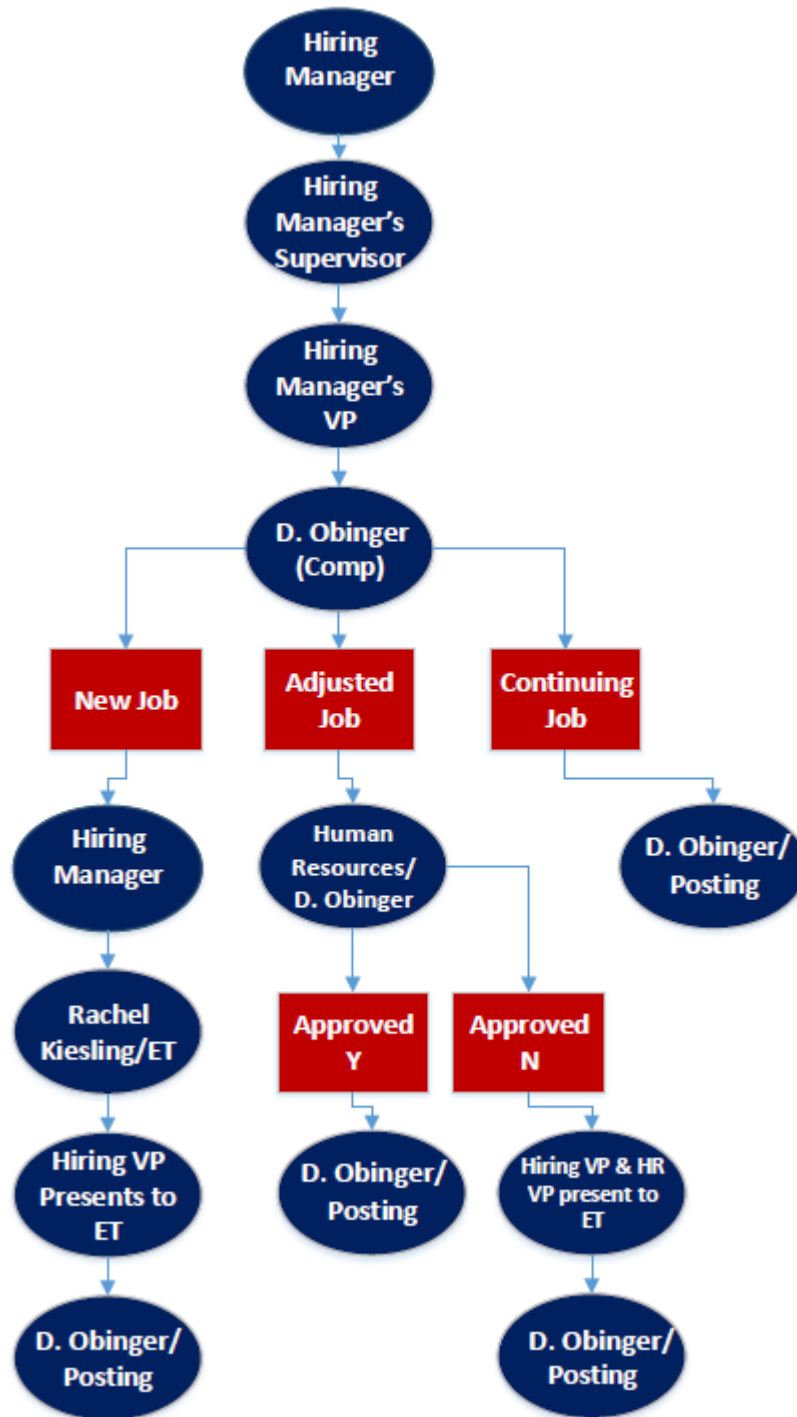 Hiring
Manager
Hiring
Manager's
Supervisor
Hiring
Manager's
VP
D. Obinger
(Comp)
New Job
Adjusted
Job
Continuing
Job
Hiring
Manager
Human
Resources/
D. Obinger
D. Obinger/
Posting
Rachel
Kiesling/ET
Approved
Y
Approved
N
Hiring VP
Presents to
ET
D. Obinger/
Posting
Hiring VP & HR
VP present to
ET
D. Obinger/
Posting
D. Obinger/
Posting